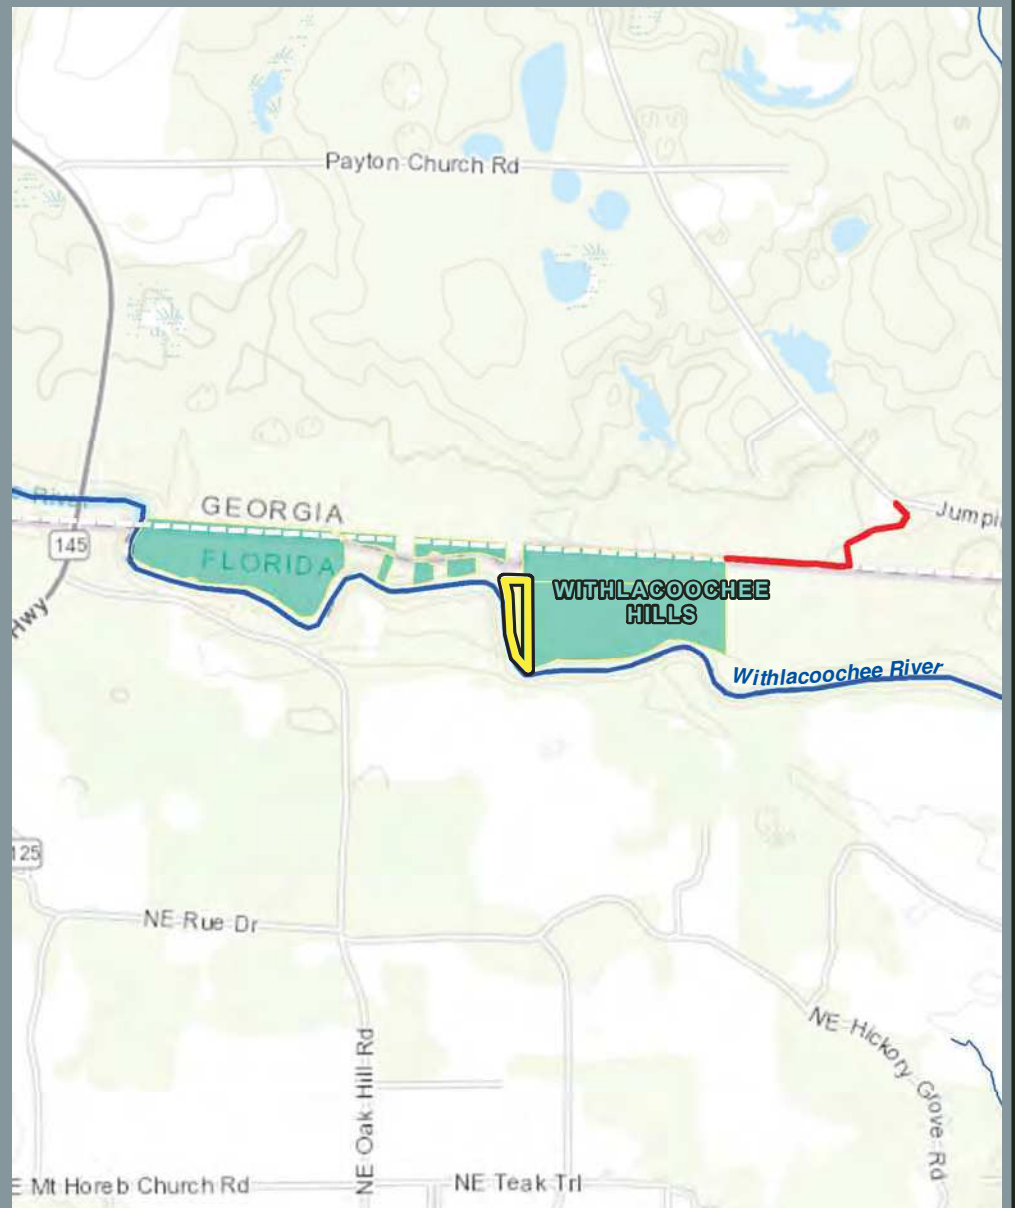 Payton Church Rd
River
GEORGIA
Jumpi
145
FLORIDA
WITHLACOOCHEE
HILLS
Hwy
Withlacoochee River
125
NE Rue Dr
NE Hickory Grove Rd
NE Oak Hill Rd
E Mt Horeb Church Rd
NE Teak Trl